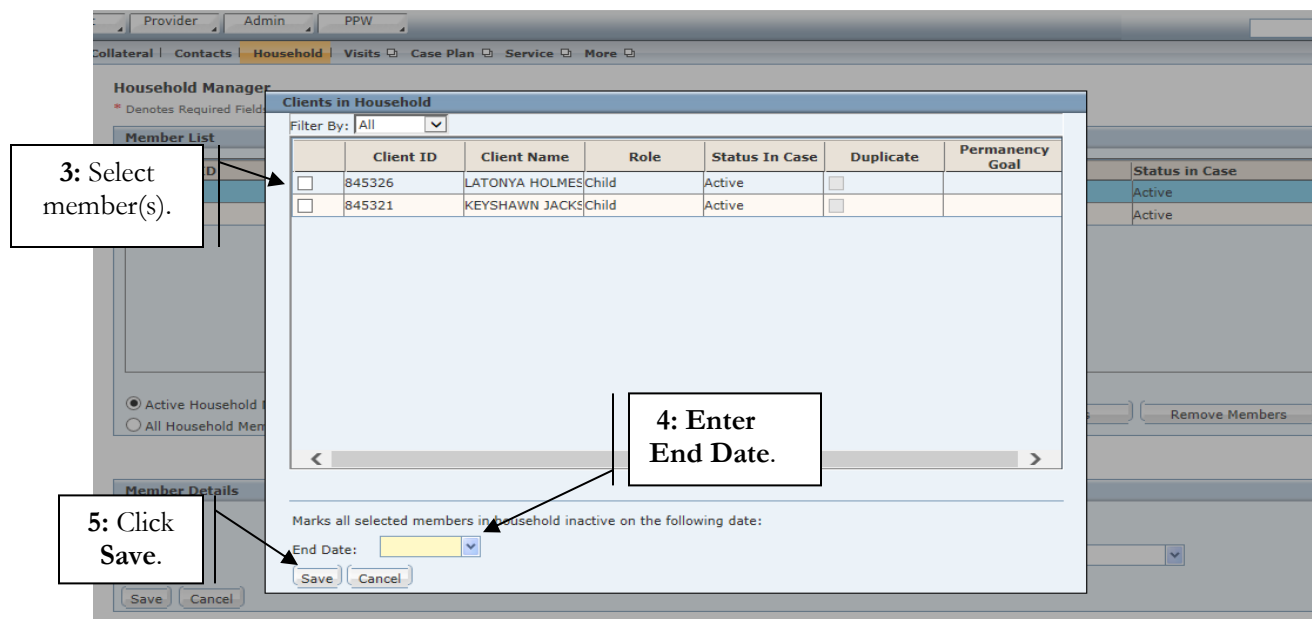 Provider Admin PPW
Collateral Contacts Household Visits Case Plan Service More
Household Manager
* Denotes Required Fields
Member List
Status in Case
Active
Active
Clients in Household
Filter By: All
Client ID Client Name Role Status In Case Duplicate Permanency Goal
845326 LATONYA HOLMES Child Active
845321 KEYSHAWN JACKS Child Active
3: Select
member(s).
Active Household
All Household Mem
Remove Members
4: Enter
End Date.
Member Details
5: Click
Save.
Marks all selected members in household inactive on the following date:
End Date:
Save Cancel
Save Cancel